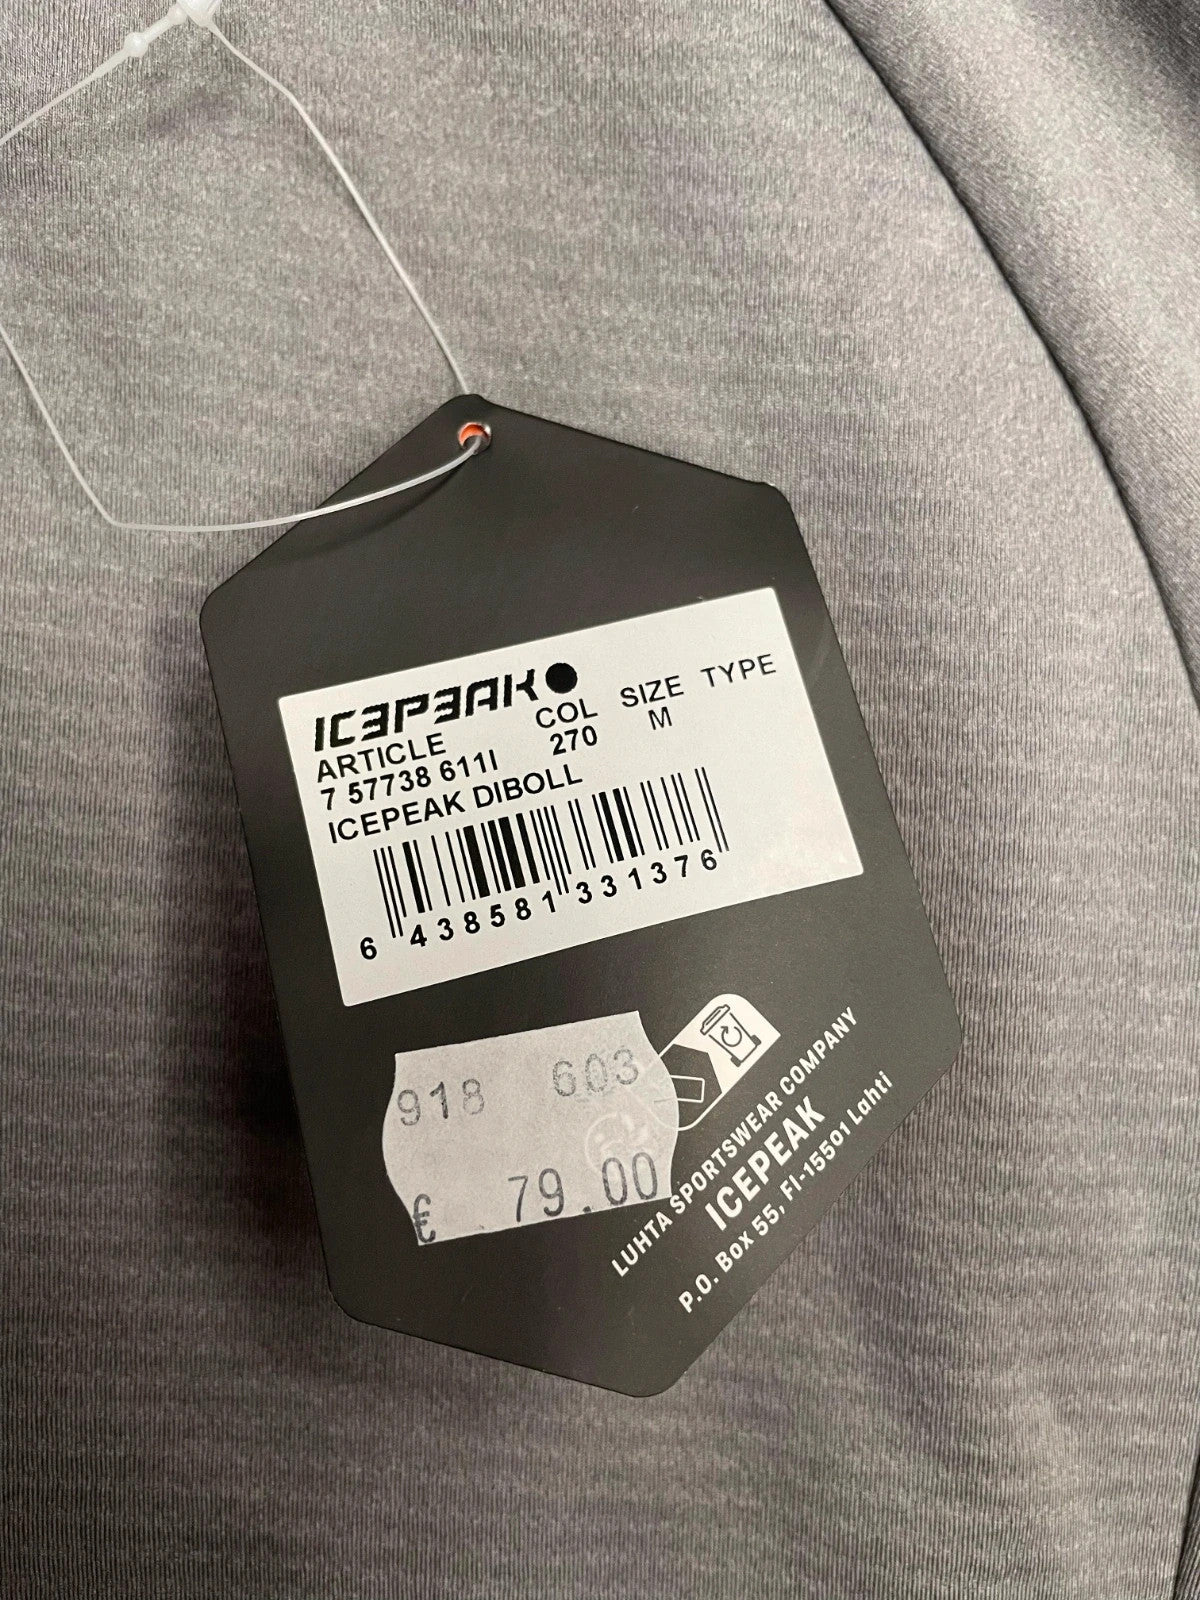 ICEPEAK
ARTICLE COL SIZE TYPE
7 57738 611I 270 M
ICEPEAK DIBOLL
6 438581 331376
918 603
€ 79.00
LUHTA SPORTSWEAR COMPANY
ICEPEAK
P.O. Box 55, FI-15501 Lahti